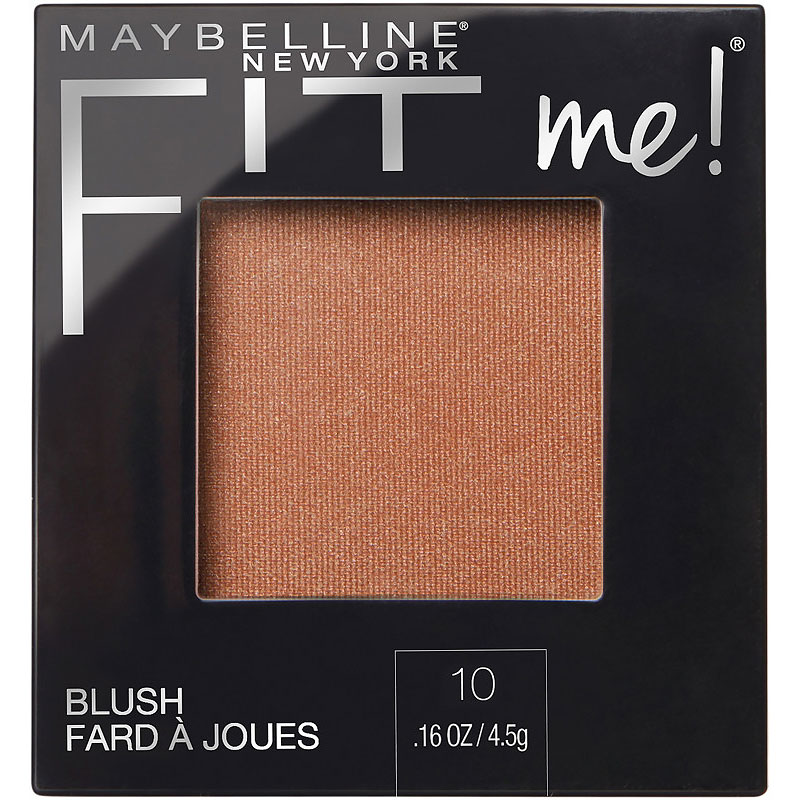 MAYBELLINE®
NEW YORK
FIT me!®
BLUSH
FARD À JOUES
10
.16 OZ / 4.5g